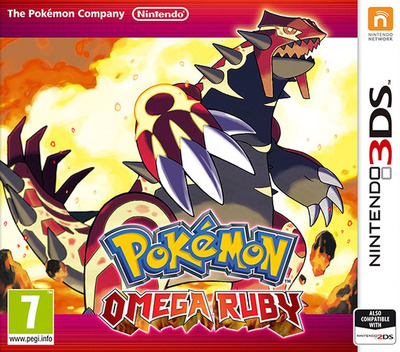 The Pokémon Company Nintendo
NINTENDO
NETWORK
NINTENDO 3DS
POKéMON
OMEGA RUBY
7
www.pegi.info
ALSO
COMPATIBLE
WITH
NINTENDO 2DS